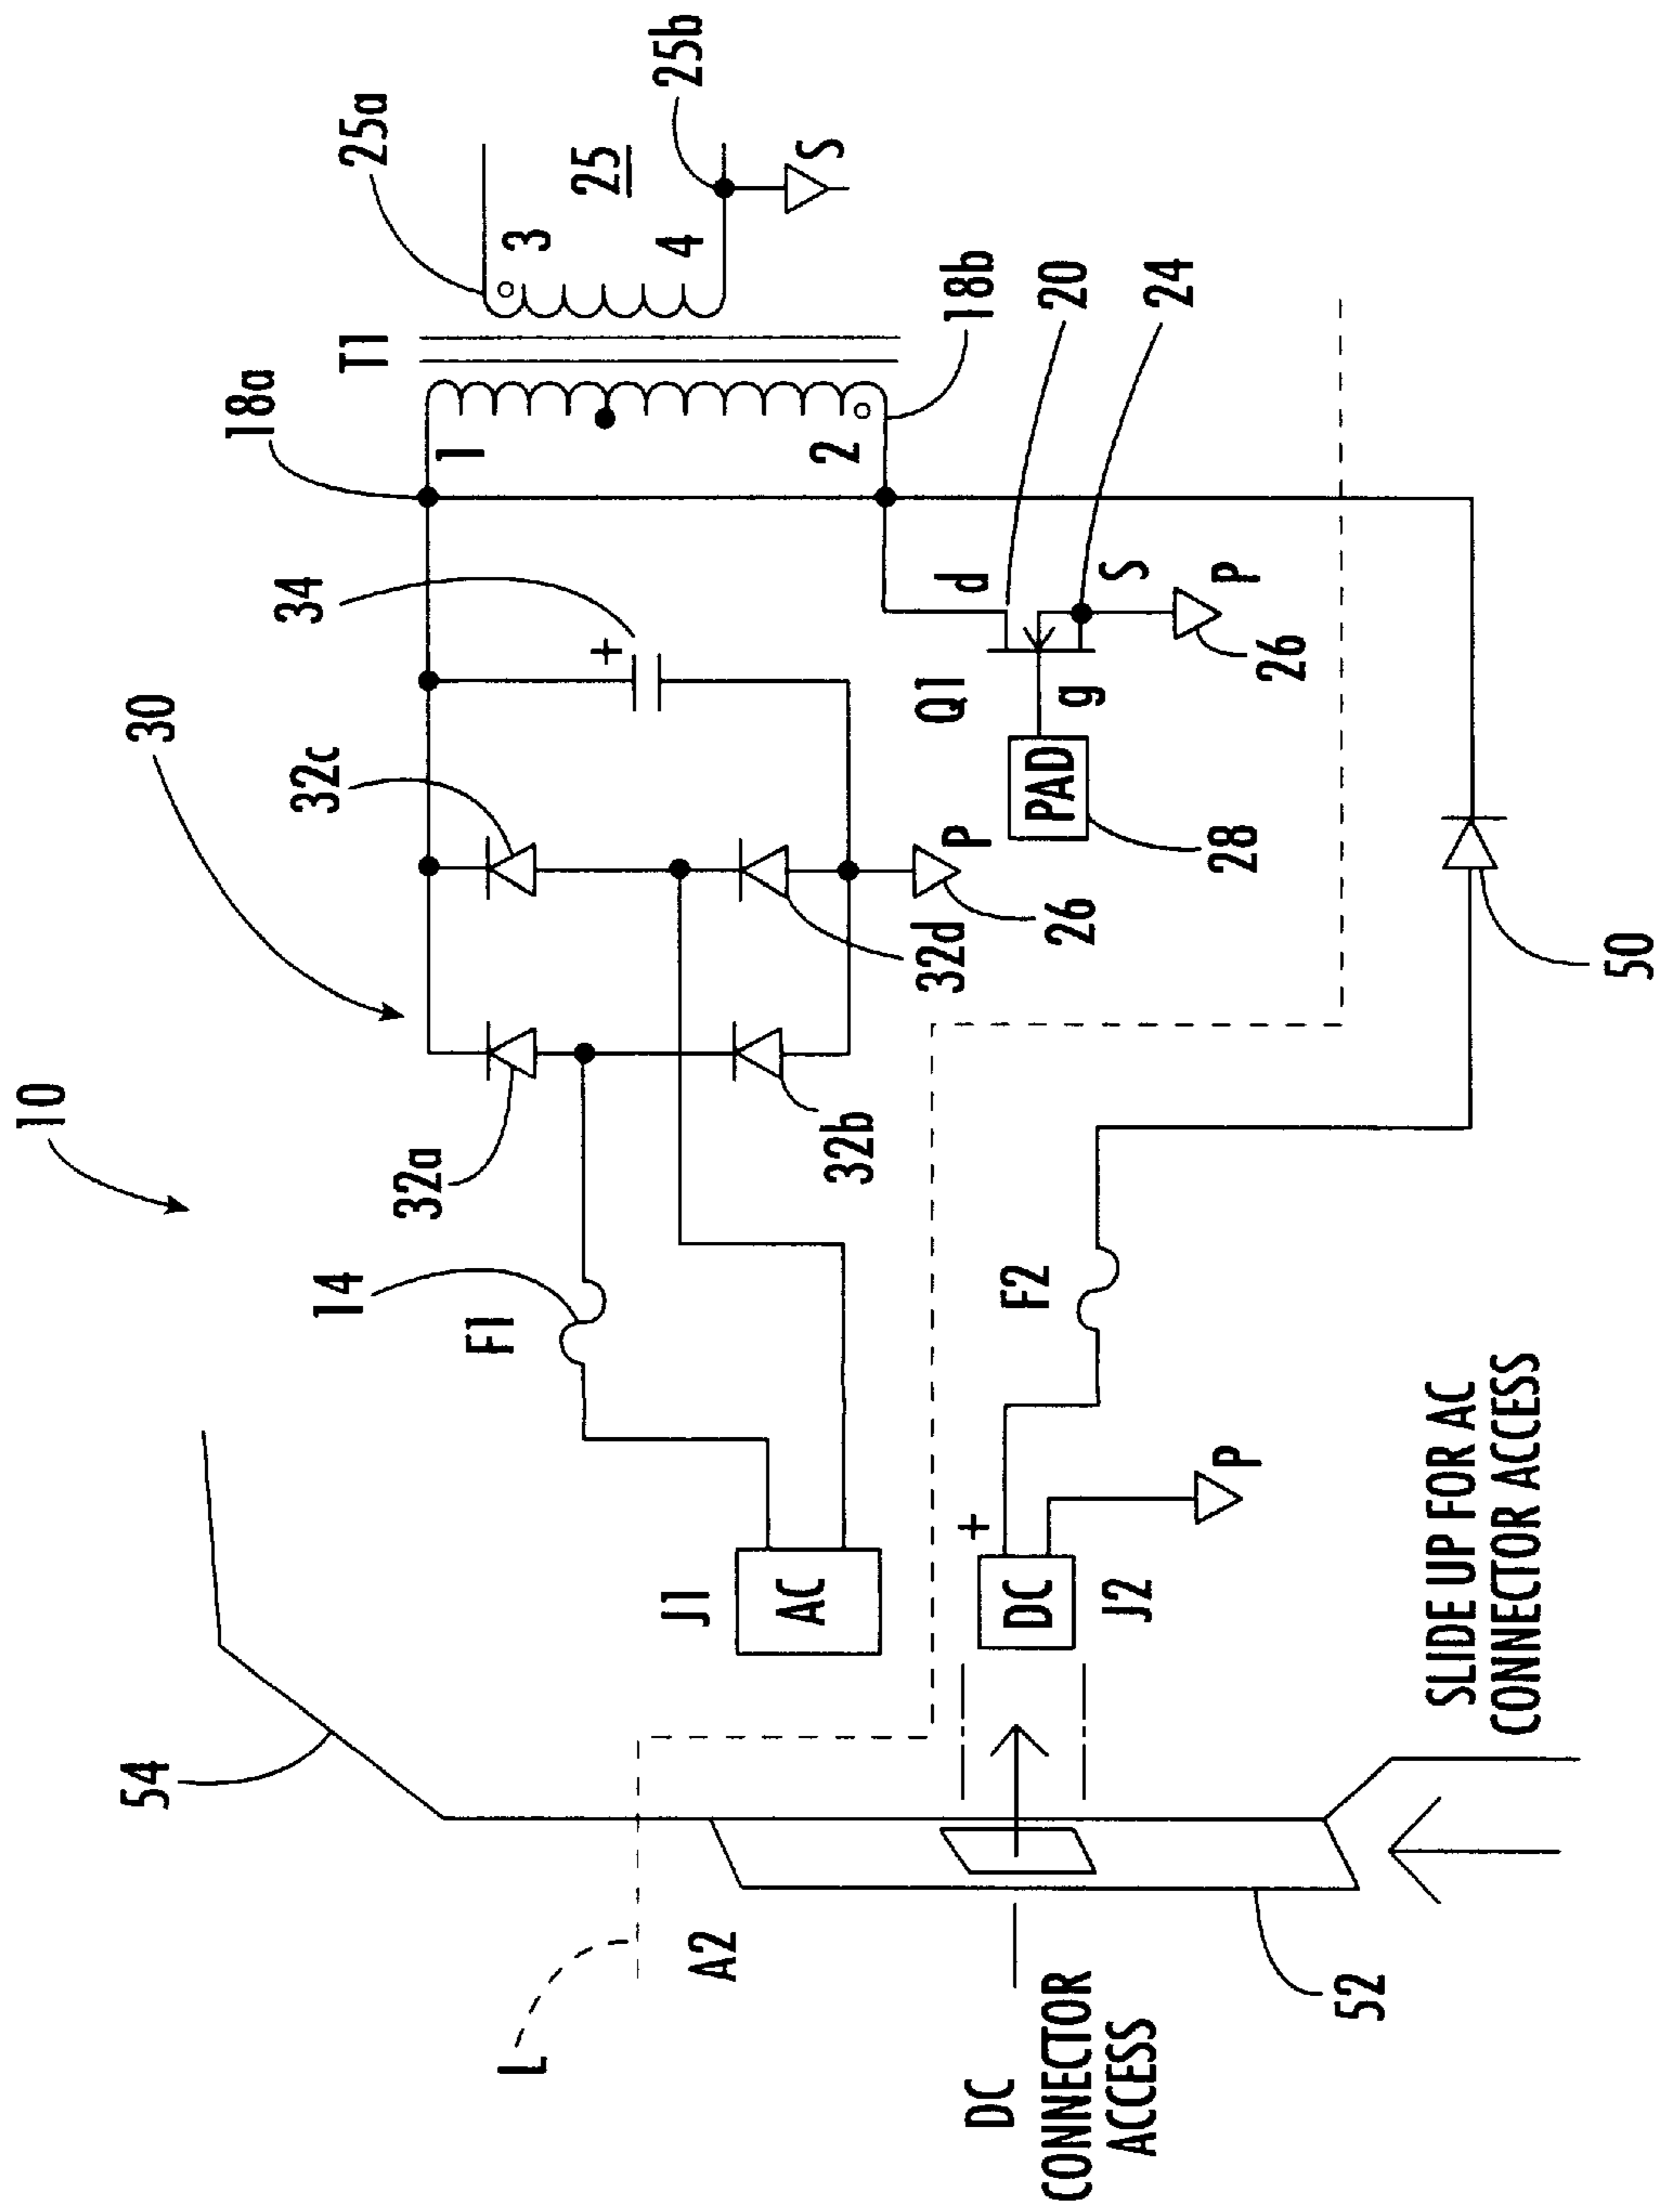 10
30
34
18a
T1
25a
25b
25
3
4
S
1
2
18b
20
24
32c
32a
32b
32d
14
F1
+
d
S
P
26
Q1
g
PAD
28
P
26
50
J1
AC
F2
+
DC
J2
P
54
L
A2
52
DC
CONNECTOR
ACCESS
SLIDE UP FOR AC
CONNECTOR ACCESS